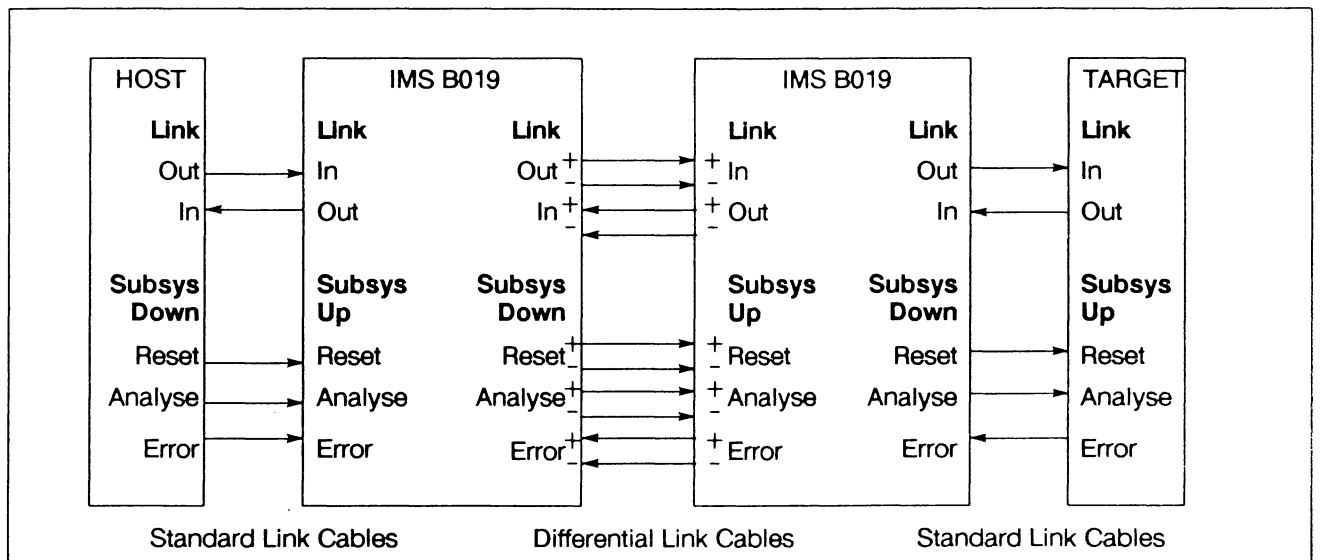 HOST IMS B019 IMS B019 TARGET
Link Link Link Link Link Link
Out In Out + + In Out In
- -
In Out In + + Out In Out
- -
Subsys Subsys Subsys Subsys Subsys Subsys
Down Up Down Up Down Up
Reset Reset Reset + + Reset Reset Reset
- -
Analyse Analyse Analyse + + Analyse Analyse Analyse
- -
Error Error Error + + Error Error Error
- -
Standard Link Cables Differential Link Cables Standard Link Cables